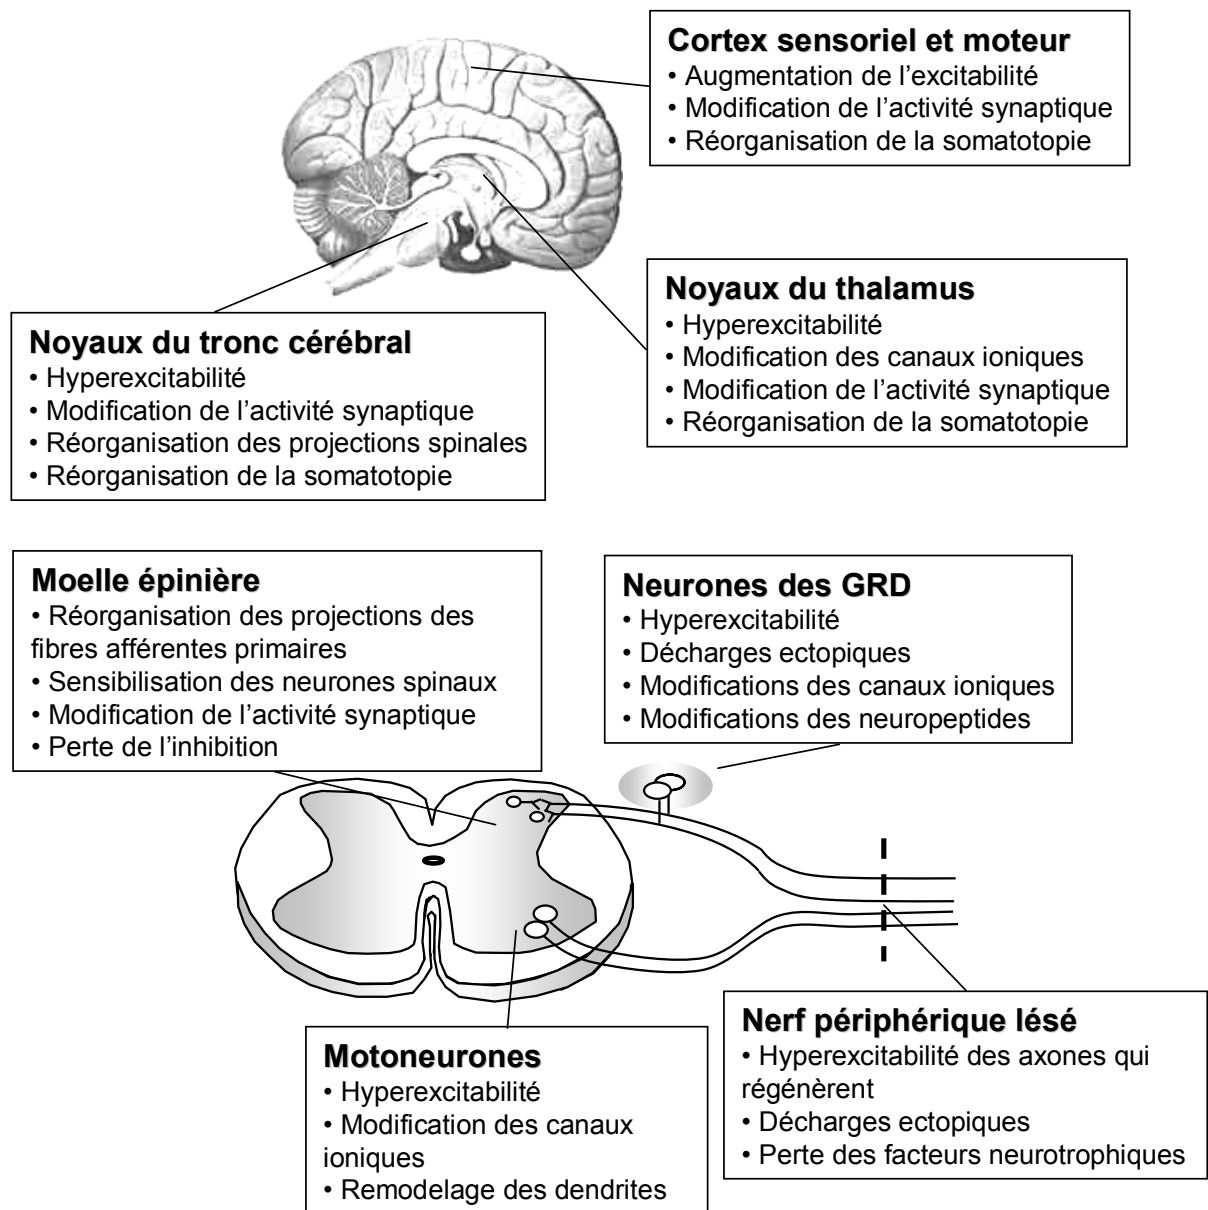 Cortex sensoriel et moteur
• Augmentation de l’excitabilité
• Modification de l’activité synaptique
• Réorganisation de la somatotopie
Noyaux du thalamus
• Hyperexcitabilité
• Modification des canaux ioniques
• Modification de l’activité synaptique
• Réorganisation de la somatotopie
Noyaux du tronc cérébral
• Hyperexcitabilité
• Modification de l’activité synaptique
• Réorganisation des projections spinales
• Réorganisation de la somatotopie
Moelle épinière
• Réorganisation des projections des
fibres afférentes primaires
• Sensibilisation des neurones spinaux
• Modification de l’activité synaptique
• Perte de l’inhibition
Neurones des GRD
• Hyperexcitabilité
• Décharges ectopiques
• Modifications des canaux ioniques
• Modifications des neuropeptides
Motoneurones
• Hyperexcitabilité
• Modification des canaux
ioniques
• Remodelage des dendrites
Nerf périphérique lésé
• Hyperexcitabilité des axones qui
régénèrent
• Décharges ectopiques
• Perte des facteurs neurotrophiques